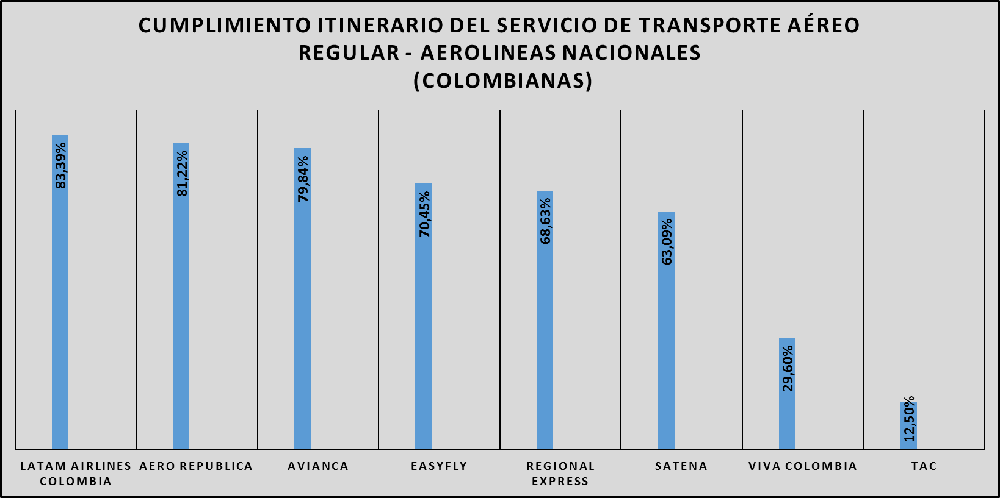 CUMPLIMIENTO ITINERARIO DEL SERVICIO DE TRANSPORTE AÉREO
REGULAR - AEROLINEAS NACIONALES
(COLOMBIANAS)
83,39%
81,22%
79,84%
70,45%
68,63%
63,09%
29,60%
12,50%
LATAM AIRLINES
COLOMBIA
AERO REPUBLICA
AVIANCA
EASYFLY
REGIONAL
EXPRESS
SATENA
VIVA COLOMBIA
TAC